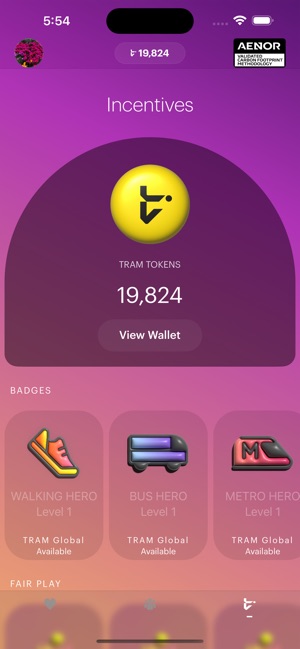 5:54
19,824
AENOR
VALIDATED
CARBON FOOTPRINT
METHODOLOGY
Incentives
TRAM TOKENS
19,824
View Wallet
BADGES
WALKING HERO
Level 1
TRAM Global
Available
BUS HERO
Level 1
TRAM Global
Available
M
METRO HERO
Level 1
TRAM Global
Available
FAIR PLAY